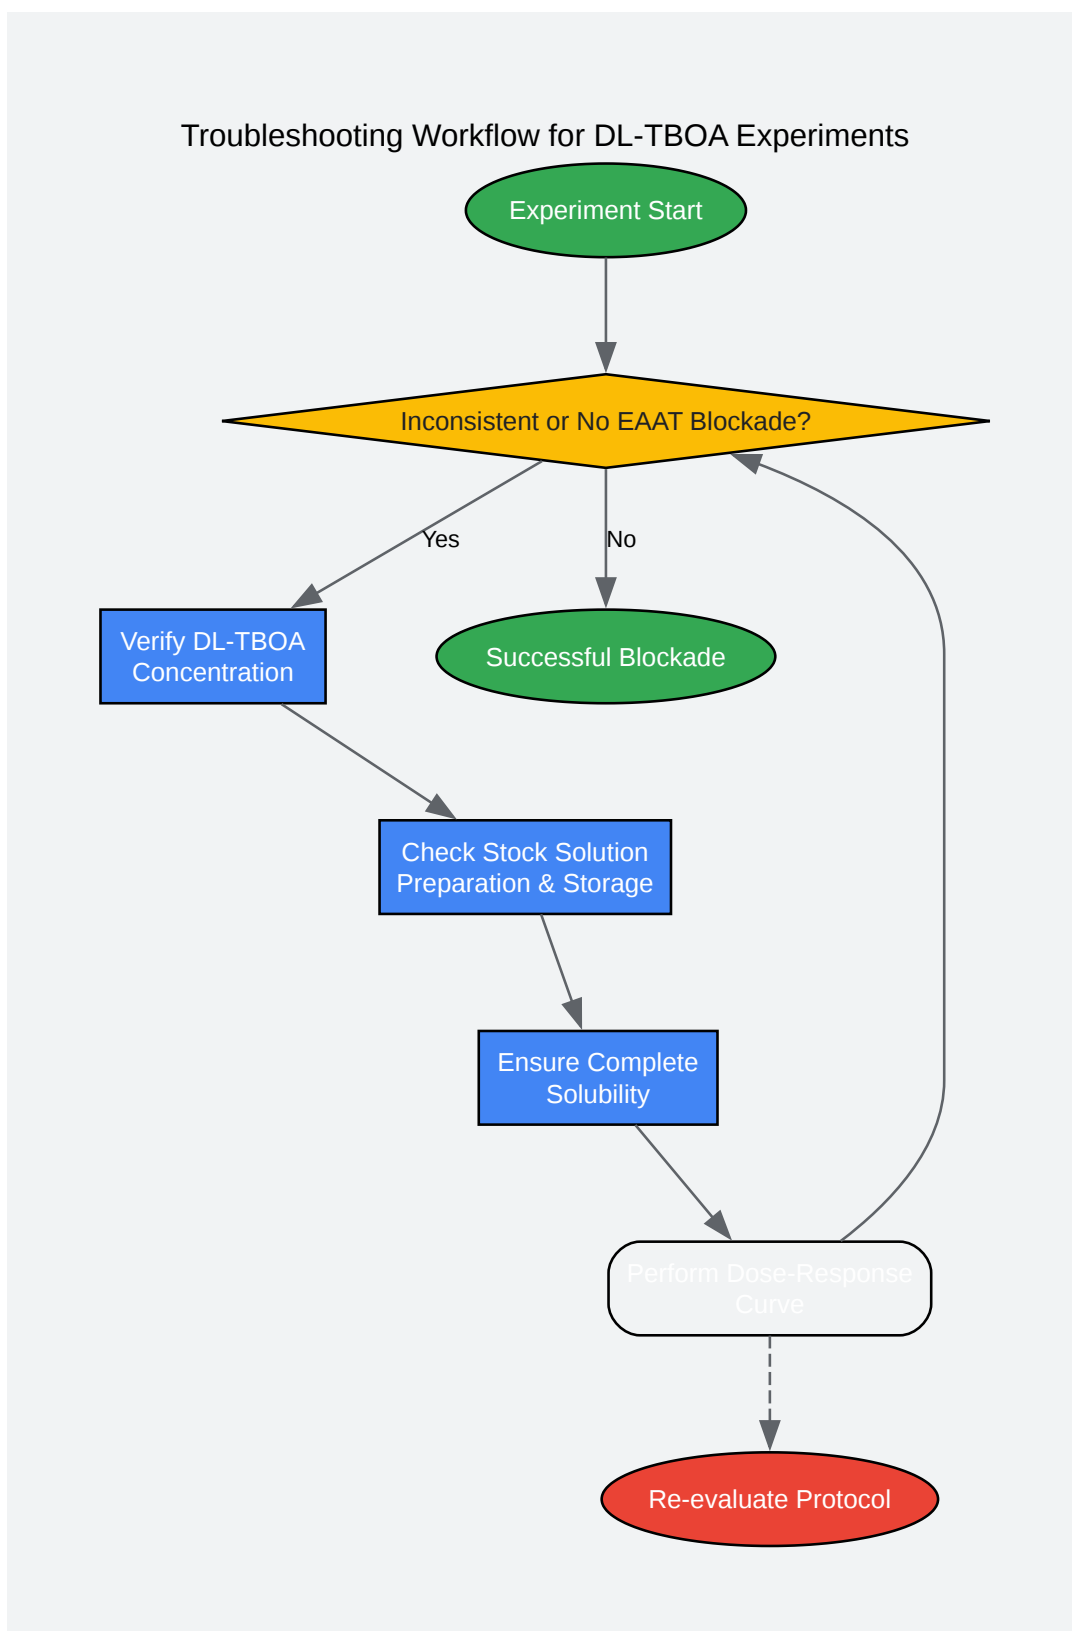 Troubleshooting Workflow for DL-TBOA Experiments
Experiment Start
Inconsistent or No EAAT Blockade?
Yes
No
Verify DL-TBOA
Concentration
Successful Blockade
Check Stock Solution
Preparation & Storage
Ensure Complete
Solubility
Perform Dose-Response
Curve
Re-evaluate Protocol